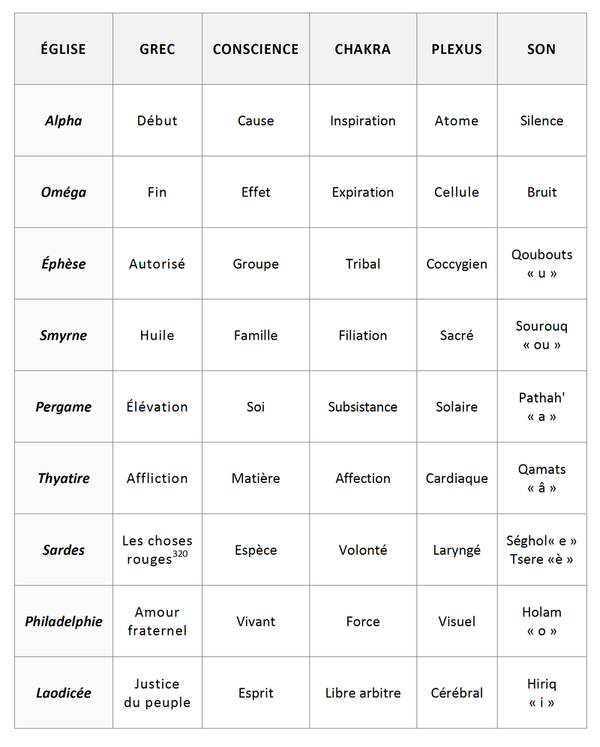 ÉGLISE GREC CONSCIENCE CHAKRA PLEXUS SON
Alpha Début Cause Inspiration Atome Silence
Oméga Fin Effet Expiration Cellule Bruit
Éphèse Autorisé Groupe Tribal Coccygien Qoubouts
« u »
Smyrne Huile Famille Filiation Sacré Sourouq
« ou »
Pergame Élévation Soi Subsistance Solaire Pathah'
« a »
Thyatire Affliction Matière Affection Cardiaque Qamats
« â »
Sardes Les choses
rouges320 Espèce Volonté Laryngé Séghol« e »
Tsere «è »
Philadelphie Amour
fraternel Vivant Force Visuel Holam
« o »
Laodicée Justice
du peuple Esprit Libre arbitre Cérébral Hiriq
« i »